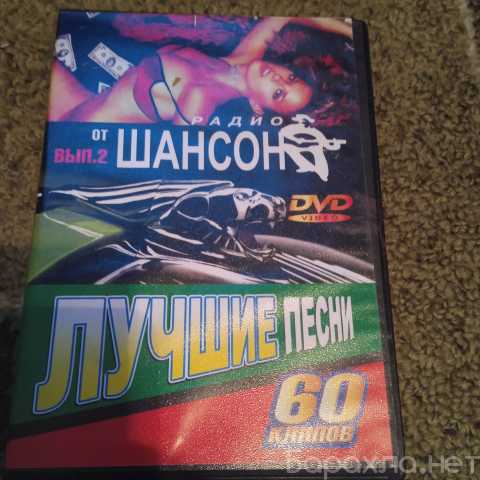 РАДИО
от ШАНСОН
ВЫП.2
DVD
VIDEO
ЛУЧШИЕ ПЕСНИ
60
КЛИПОВ
барахла.нет